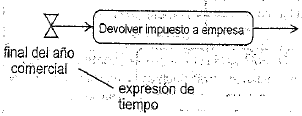 Devolver impuesto a empresa
final del año
comercial
expresión de
tiempo